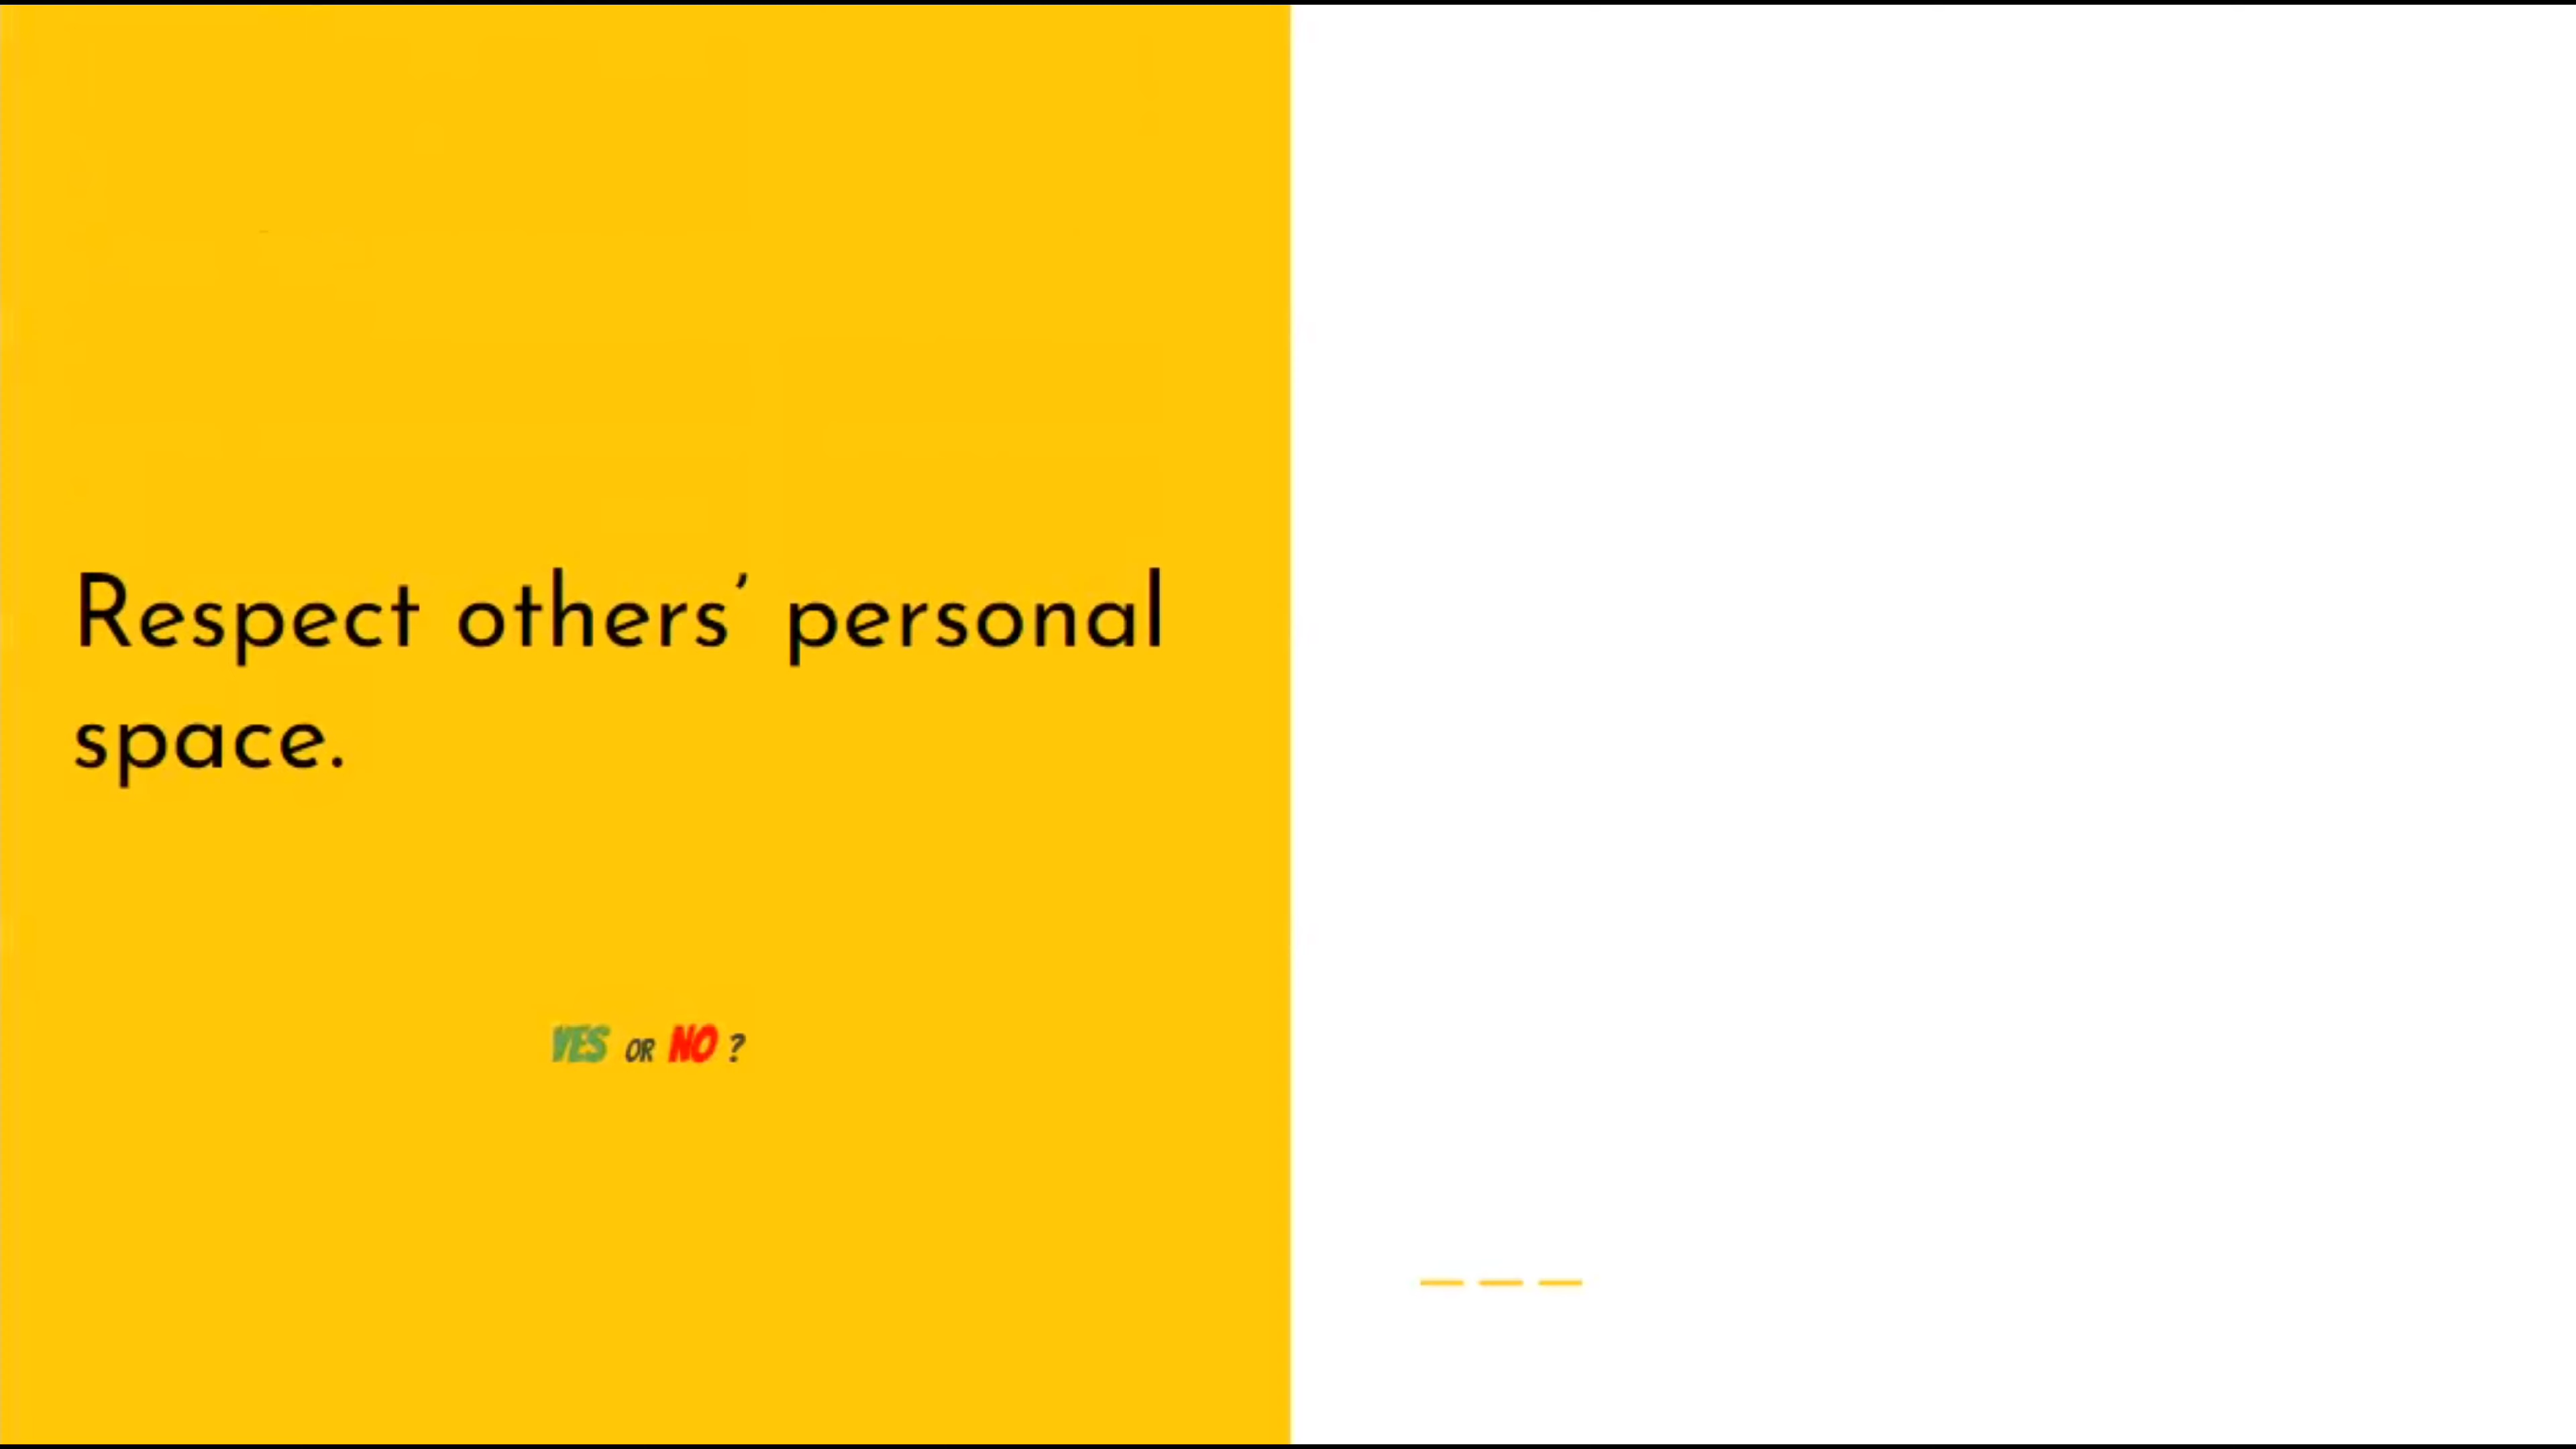 Respect others’ personal
space.
YES OR NO ?